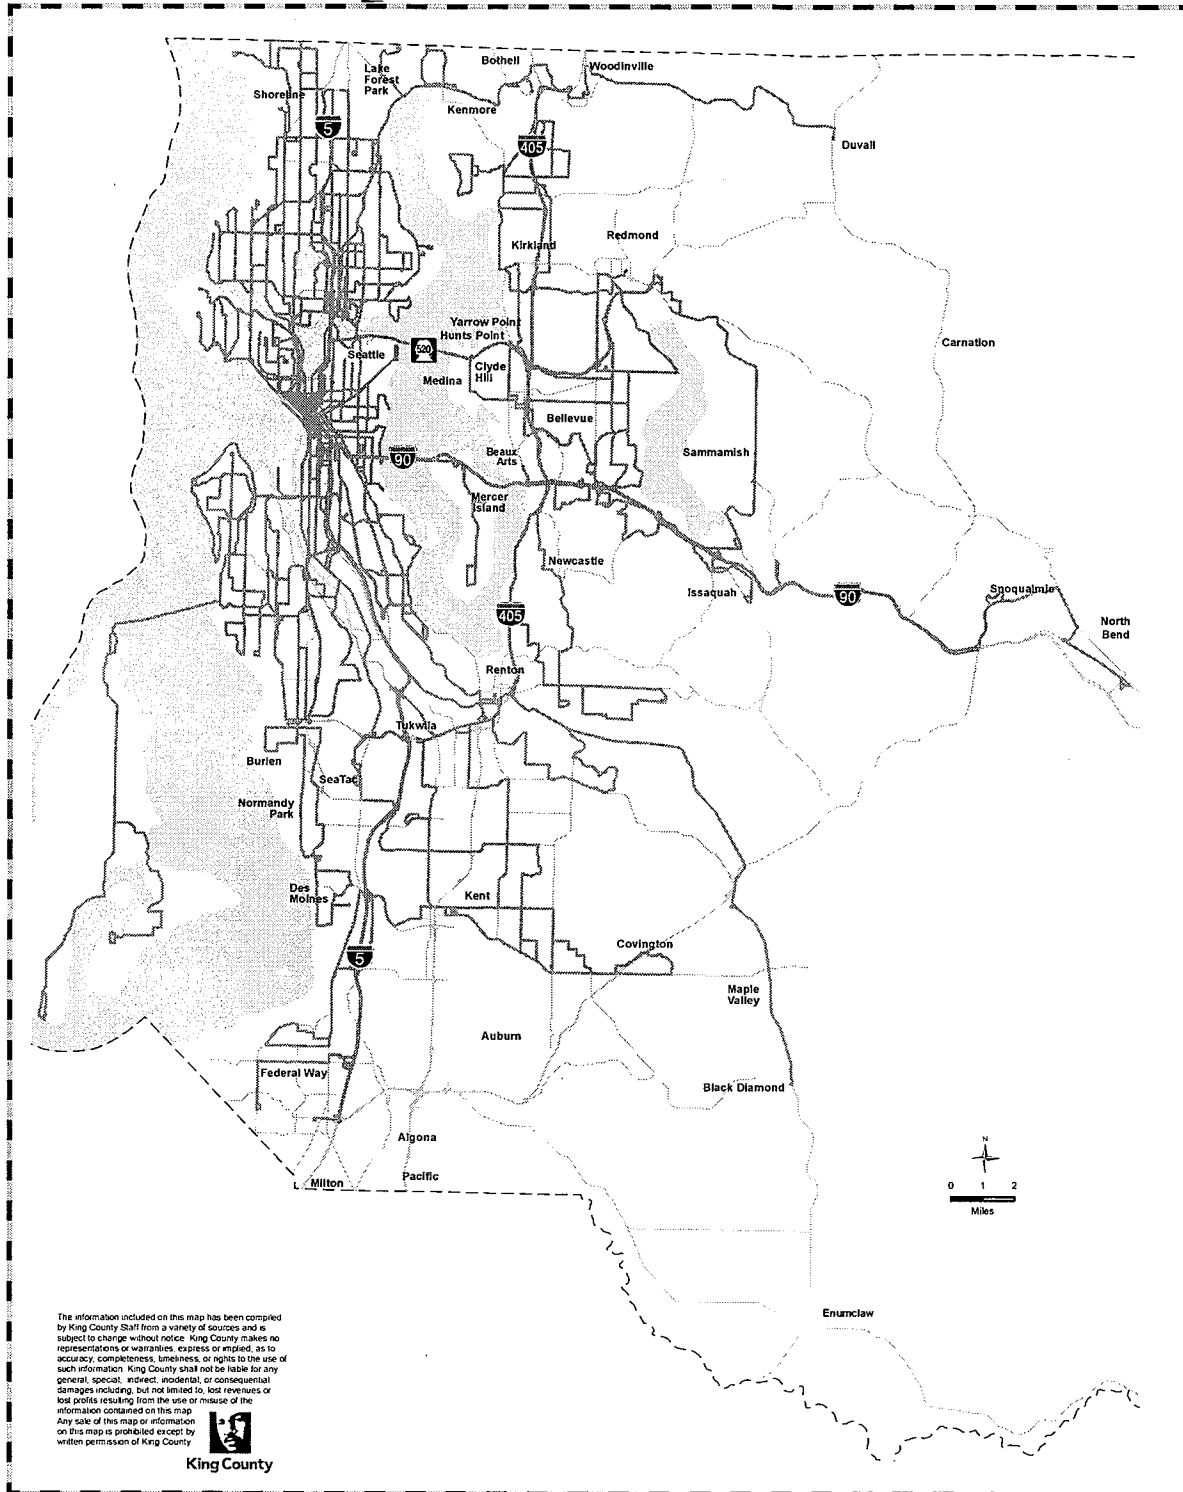 Bothell
Woodinville
Lake
Forest
Park
Shoreline
Kenmore
5
405
Duvall
Kirkland
Redmond
Yarrow Point
Hunts Point
Carnation
Seattle
520
Clyde
Hill
Medina
Bellevue
Beaux
Arts
90
Sammamish
Mercer
Island
Newcastle
Issaquah
90
Snoqualmie
405
North
Bend
Renton
Tukwila
Burien
SeaTac
Normandy
Park
Des
Moines
Kent
Covington
5
Maple
Valley
Auburn
Federal Way
Black Diamond
Algona
Pacific
Milton
N
0 1 2
Miles
Enumclaw
The information included on this map has been compiled
by King County Staff from a variety of sources and is
subject to change without notice King County makes no
representations or warranties, express or implied, as to
accuracy, completeness, timeliness, or rights to the use of
such information King County shall not be liable for any
general, special, indirect, incidental, or consequential
damages including, but not limited to, lost revenues or
lost profits resulting from the use or misuse of the
information contained on this map
Any sale of this map or information
on this map is prohibited except by
written permission of King County
King County